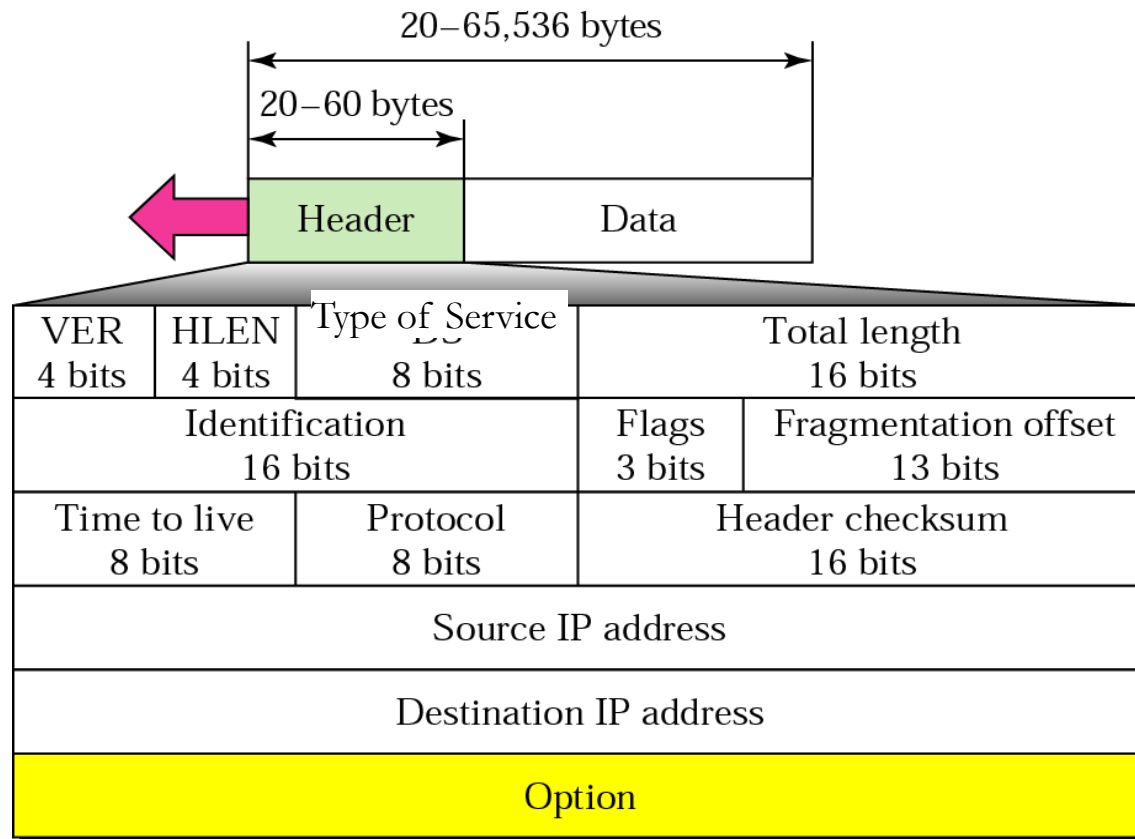 20–65,536 bytes
20–60 bytes
Header
Data
VER
4 bits
HLEN
4 bits
Type of Service
8 bits
Total length
16 bits
Identification
16 bits
Flags
3 bits
Fragmentation offset
13 bits
Time to live
8 bits
Protocol
8 bits
Header checksum
16 bits
Source IP address
Destination IP address
Option